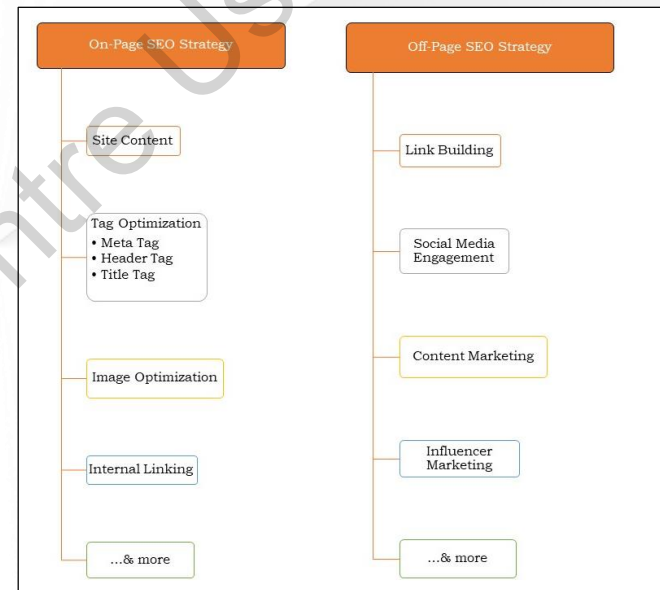 On-Page SEO Strategy
Site Content
Tag Optimization
• Meta Tag
• Header Tag
• Title Tag
Image Optimization
Internal Linking
...& more
Off-Page SEO Strategy
Link Building
Social Media
Engagement
Content Marketing
Influencer
Marketing
...& more